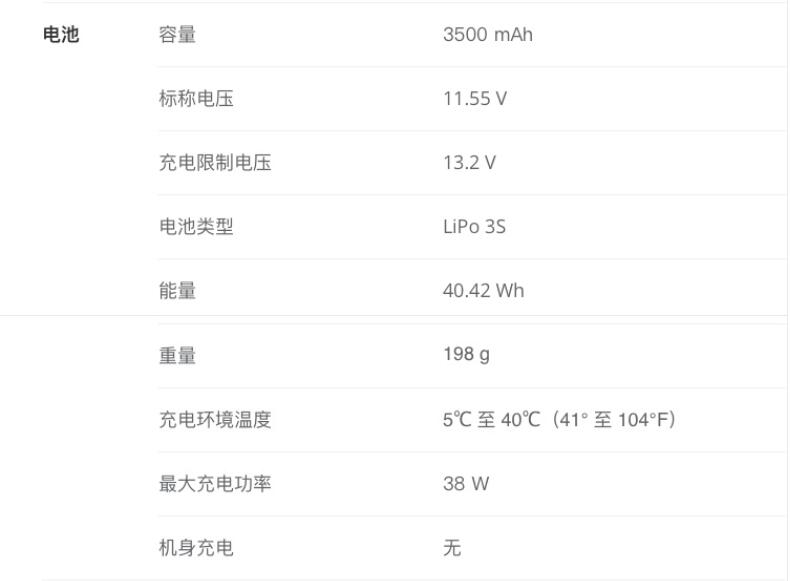 电池 容量 3500 mAh
标称电压 11.55 V
充电限制电压 13.2 V
电池类型 LiPo 3S
能量 40.42 Wh
重量 198 g
充电环境温度 5℃ 至 40℃（41° 至 104°F）
最大充电功率 38 W
机身充电 无